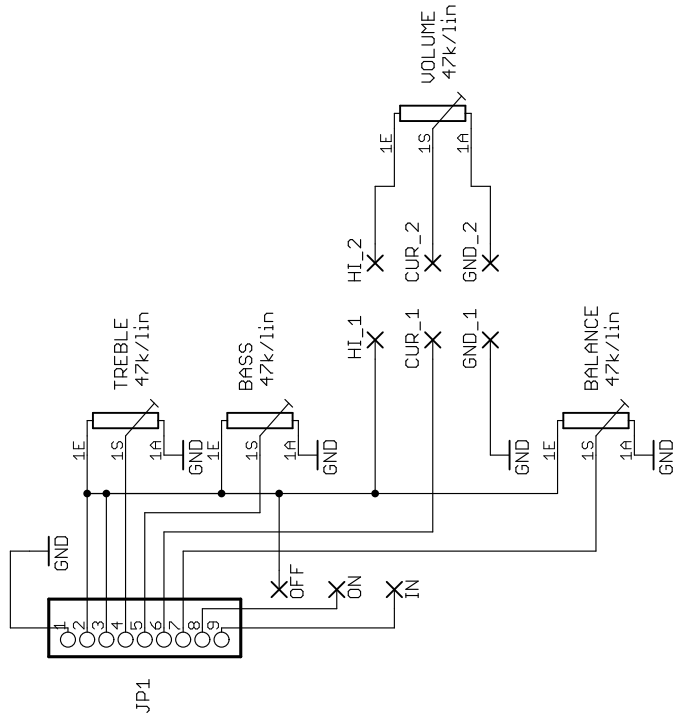 VOLUME
47k/lin
1E
1S
1A
HI_2
CUR_2
GND_2
HI_1
CUR_1
GND_1
TREBLE
47k/lin
1E
1S
1A
GND
BASS
47k/lin
1E
1S
1A
GND
GND
BALANCE
47k/lin
1E
1S
1A
GND
GND
OFF
ON
IN
1
2
3
4
5
6
7
8
9
JP1